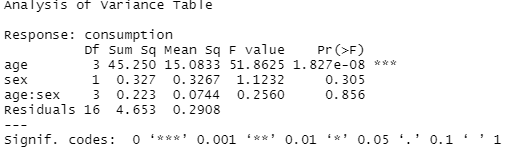 Analysis of Variance Table
Response: consumption
Df Sum Sq Mean Sq F value Pr(>F)
age 3 45.250 15.0833 51.8625 1.827e-08 ***
sex 1 0.327 0.3267 1.1232 0.305
age:sex 3 0.223 0.0744 0.2560 0.856
Residuals 16 4.653 0.2908
---
Signif. codes: 0 ‘***’ 0.001 ‘**’ 0.01 ‘*’ 0.05 ‘.’ 0.1 ‘ ’ 1